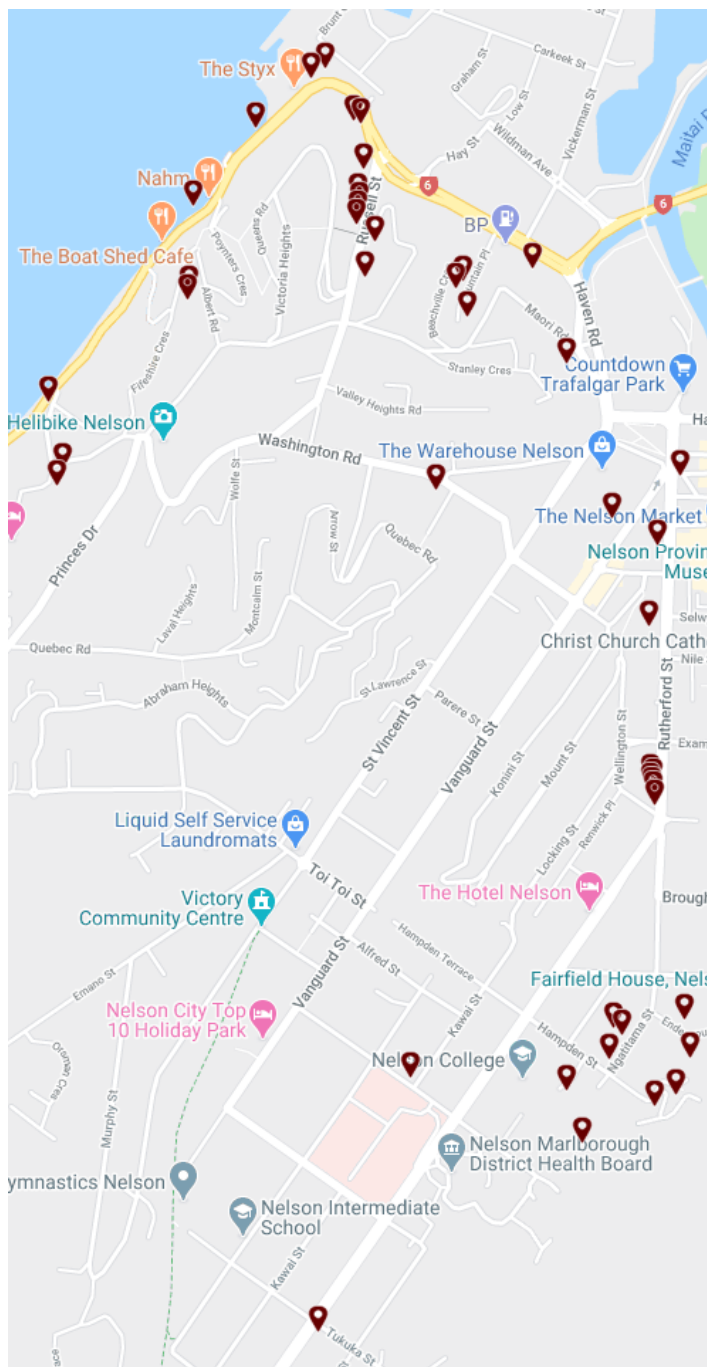 Brunt
Carkeek St
The Styx
Graham St
Low St
Vickerman St
Wildman Ave
Hay St
Maitai
6
6
Nahm
Russell St
BP
The Boat Shed Cafe
Poynters Cres
Queens Rd
Victoria Heights
Beachville Cres
Albert Rd
Fifeshire Cres
Haven Rd
Maori Rd
Stanley Cres
Countdown
Trafalgar Park
Valley Heights Rd
Helibike Nelson
Ha
Washington Rd
The Warehouse Nelson
Wolfe St
Arrow St
The Nelson Market
Quebec Rd
Princes Dr
Nelson Provin
Muse
Montcalm St
Laval Heights
Selw
Christ Church Cath
Quebec Rd
Nile
St Lawrence St
Abraham Heights
Parere St
St Vincent St
Rutherford St
Wellington St
Exam
Vanguard St
Mount St
Konini St
Renwick Pl
Liquid Self Service
Laundromats
Locking St
Toi Toi St
The Hotel Nelson
Victory
Community Centre
Brough
Hampden Terrace
Alfred St
Vanguard St
Emano St
Fairfield House, Nels
Kawai St
Nelson City Top
10 Holiday Park
Ngatitama St
Hampden St
Orsman Cres
Nelson College
Murphy St
Nelson Marlborough
District Health Board
ymnastics Nelson
Nelson Intermediate
School
Kawai St
Tukuka St